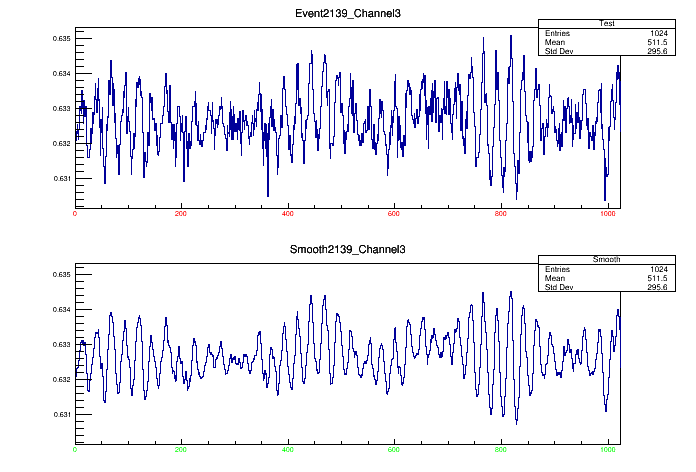 Event2139_Channel3
Test
Entries 1024
Mean 511.5
Std Dev 295.6
0.635
0.634
0.633
0.632
0.631
0 200 400 600 800 1000
Smooth2139_Channel3
Smooth
Entries 1024
Mean 511.5
Std Dev 295.6
0.635
0.634
0.633
0.632
0.631
0 200 400 600 800 1000